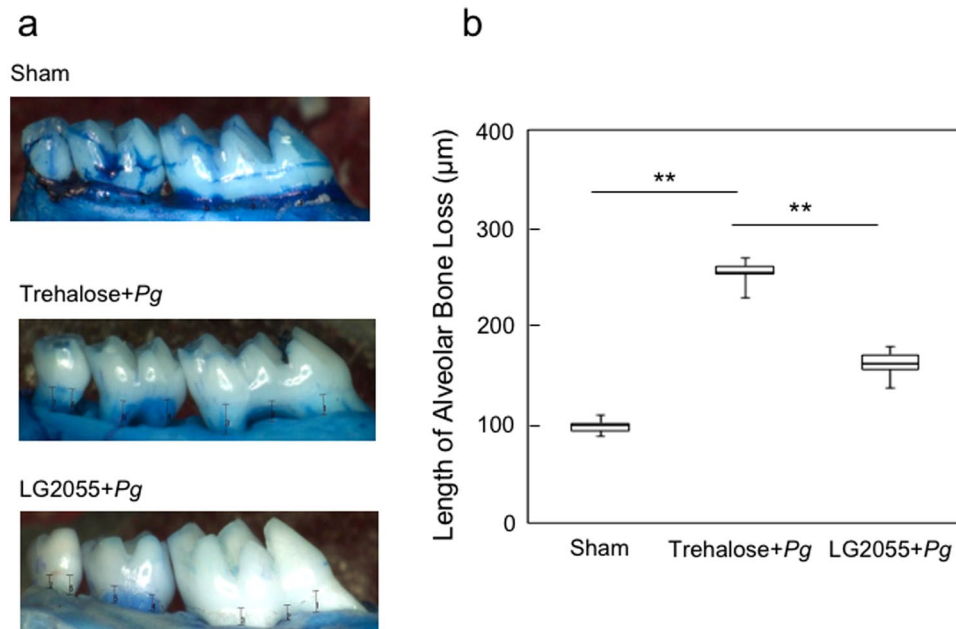 a
Sham
Trehalose+Pg
LG2055+Pg
b
Length of Alveolar Bone Loss (μm)
400
300
200
100
0
**
**
Sham
Trehalose+Pg
LG2055+Pg